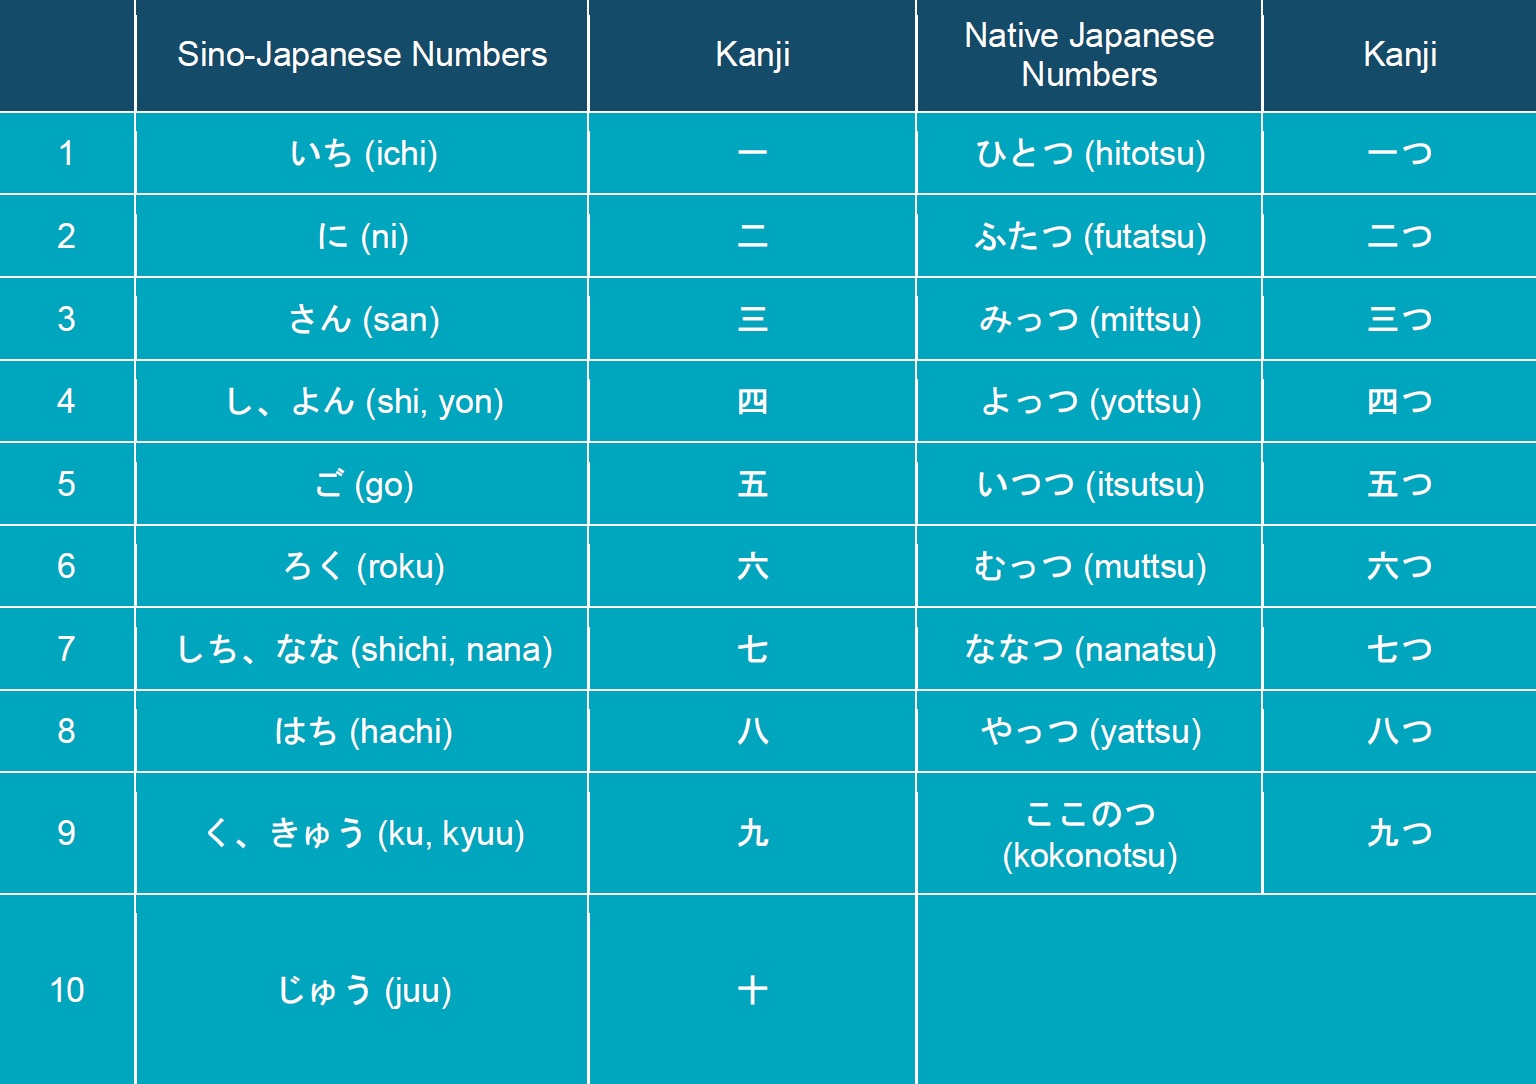 Sino-Japanese Numbers Kanji Native Japanese Numbers Kanji
1 いち (ichi) 一 ひとつ (hitotsu) 一つ
2 に (ni) 二 ふたつ (futatsu) 二つ
3 さん (san) 三 みっつ (mittsu) 三つ
4 し、よん (shi, yon) 四 よっつ (yottsu) 四つ
5 ご (go) 五 いつつ (itsutsu) 五つ
6 ろく (roku) 六 むっつ (muttsu) 六つ
7 しち、なな (shichi, nana) 七 ななつ (nanatsu) 七つ
8 はち (hachi) 八 やっつ (yattsu) 八つ
9 く、きゅう (ku, kyuu) 九 ここのつ (kokonotsu) 九つ
10 じゅう (juu) 十